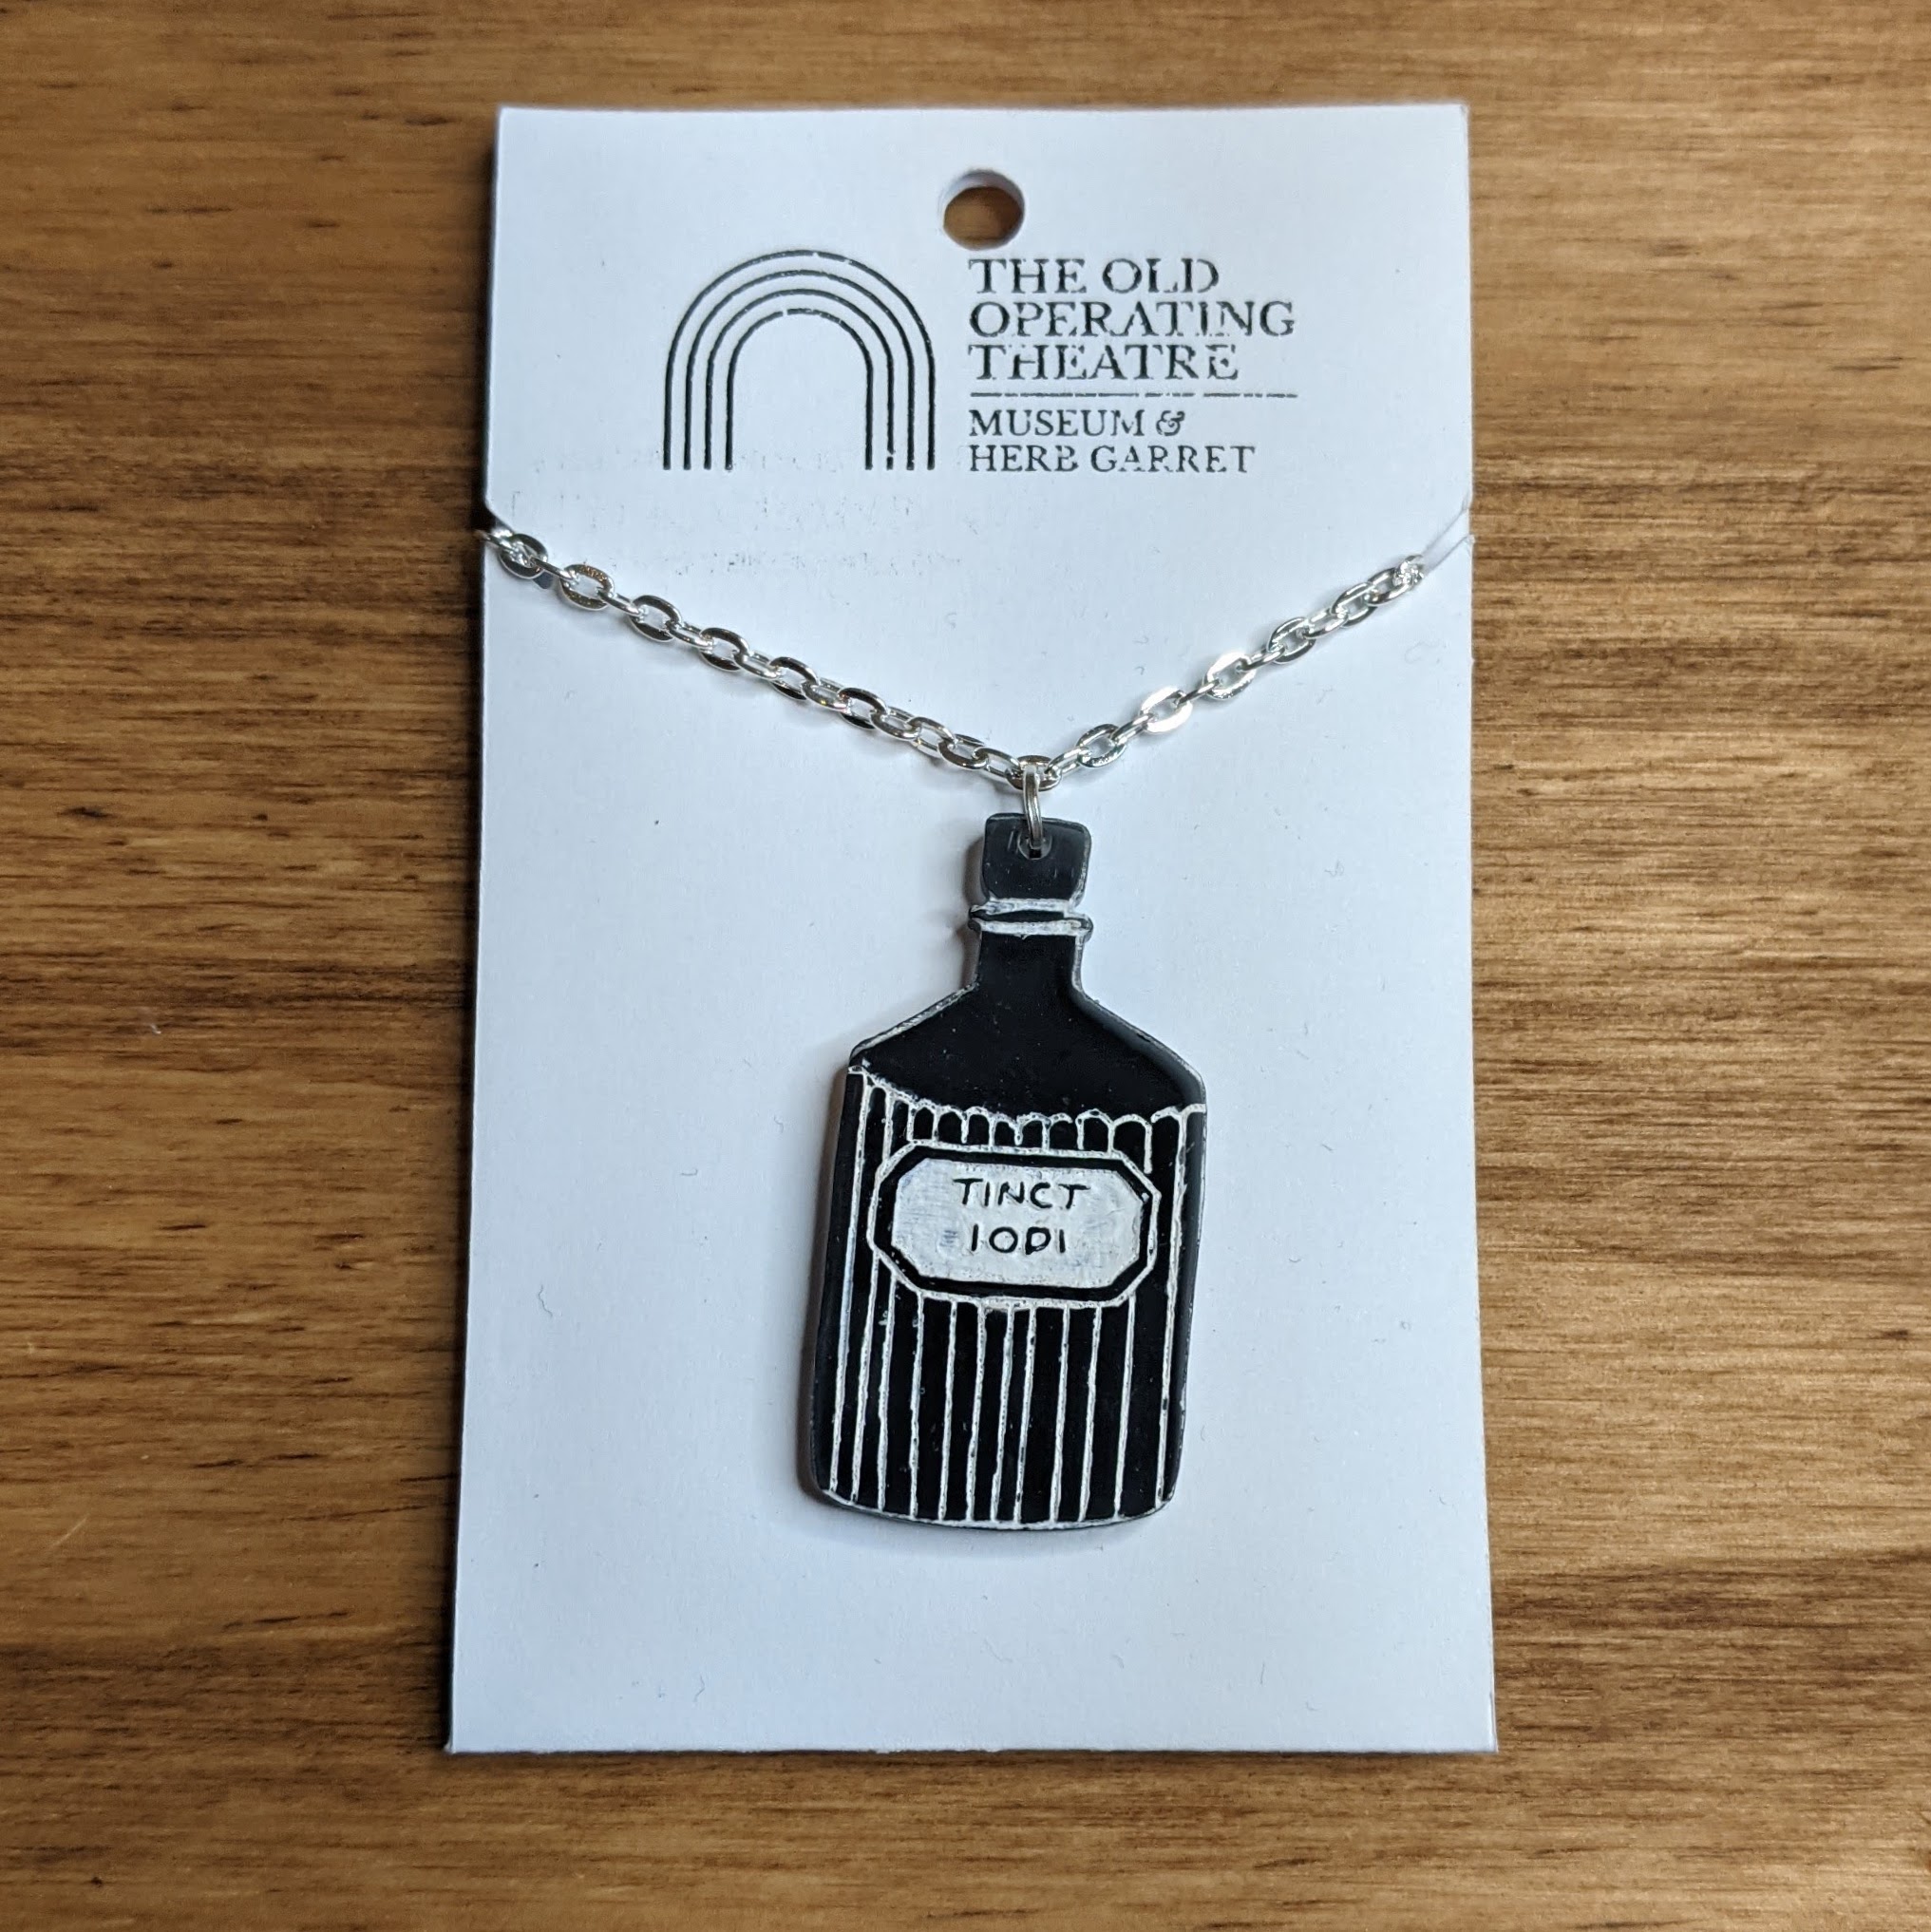 THE OLD
OPERATING
THEATRE
MUSEUM &
HERB GARRET
TINCT
IODI